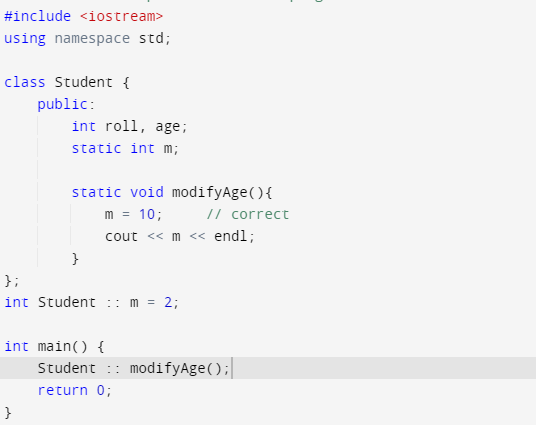 #include <iostream>
using namespace std;
class Student {
public:
int roll, age;
static int m;
static void modifyAge(){
m = 10;     // correct
cout << m << endl;
}
};
int Student :: m = 2;
int main() {
Student :: modifyAge();
return 0;
}